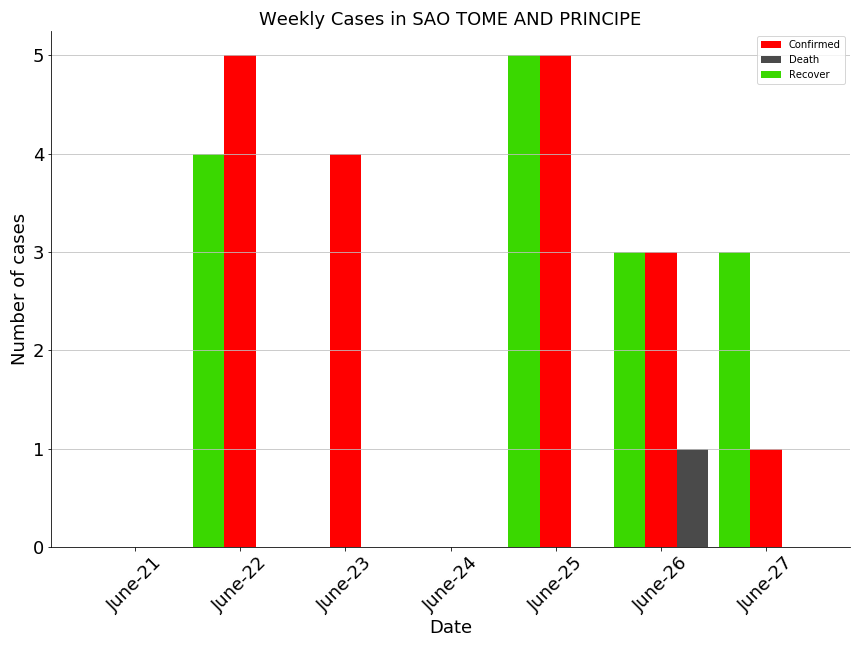 Weekly Cases in SAO TOME AND PRINCIPE
Confirmed
Death
Recover
Number of cases
5
4
3
2
1
0
June-21
June-22
June-23
June-24
June-25
June-26
June-27
Date